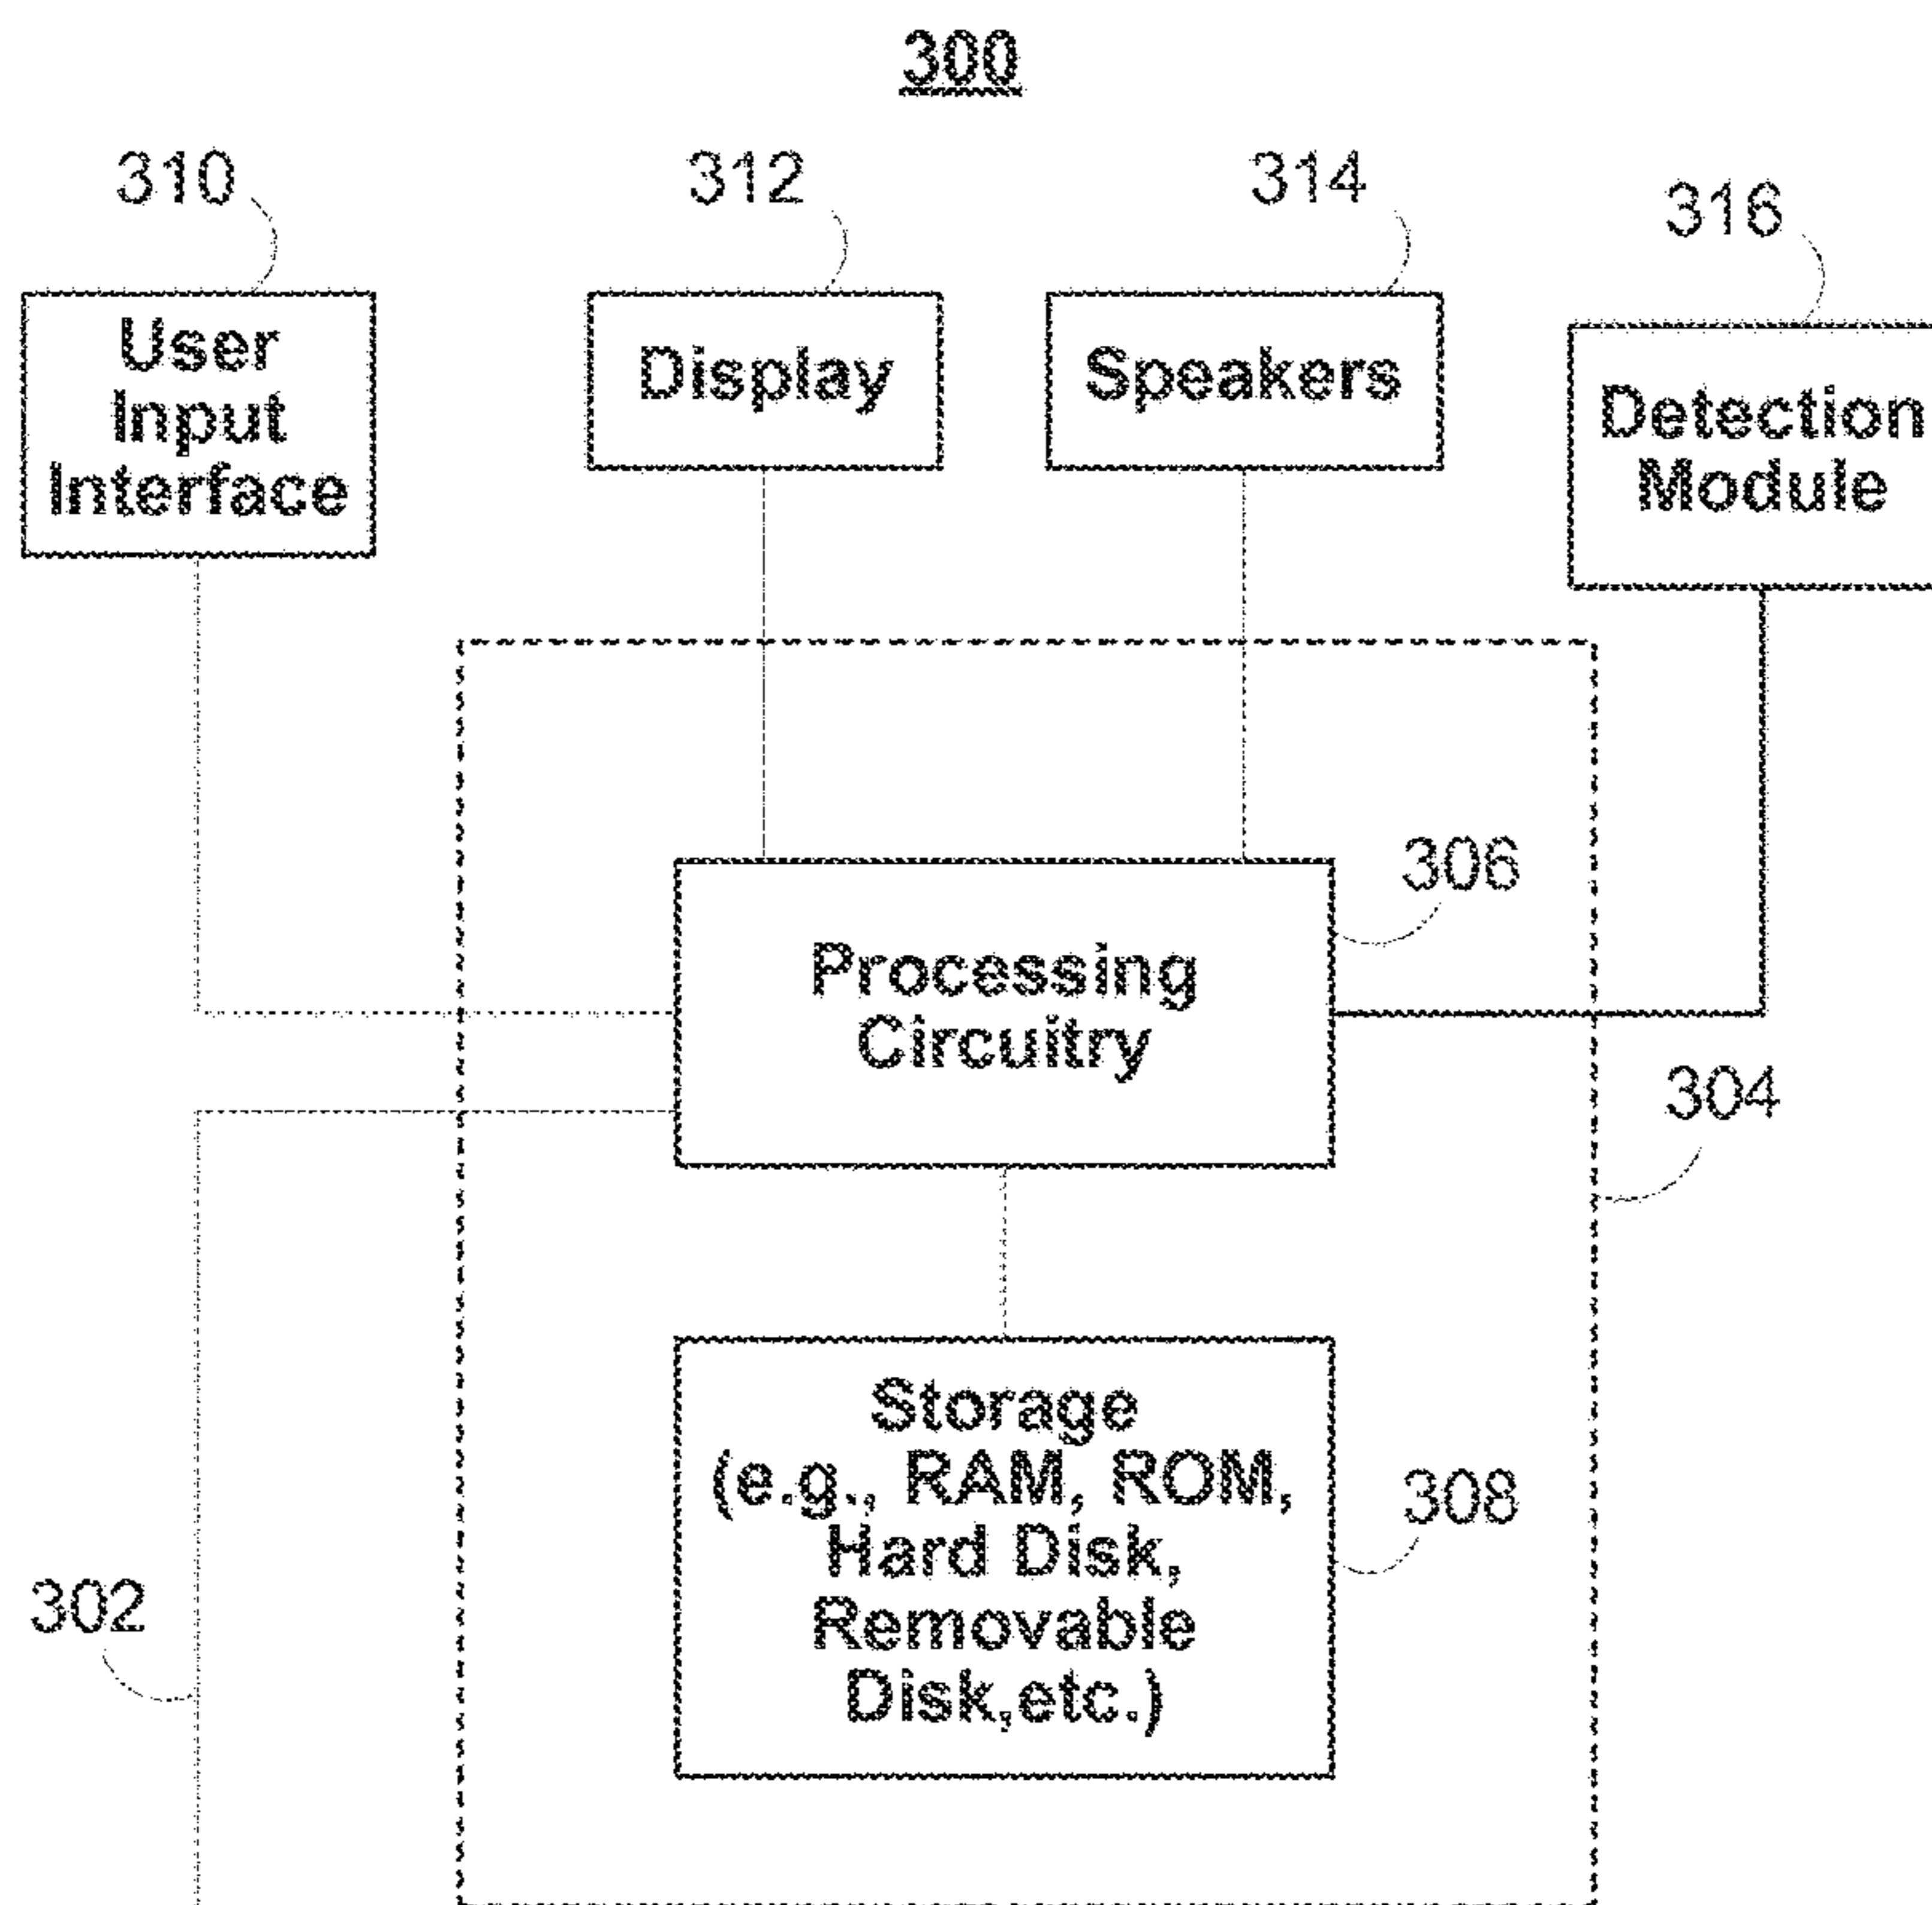 300
310
312
314
316
User
Input
Interface
Display
Speakers
Detection
Module
306
Processing
Circuitry
304
Storage
(e.g., RAM, ROM,
Hard Disk,
Removable
Disk,etc.)
308
302